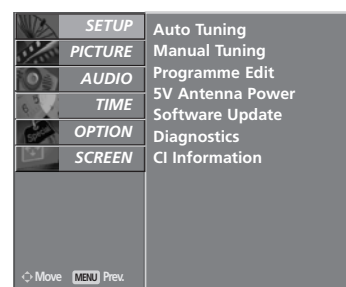 SETUP
PICTURE
AUDIO
TIME
OPTION
SCREEN
Auto Tuning
Manual Tuning
Programme Edit
5V Antenna Power
Software Update
Diagnostics
CI Information
Move MENU Prev.